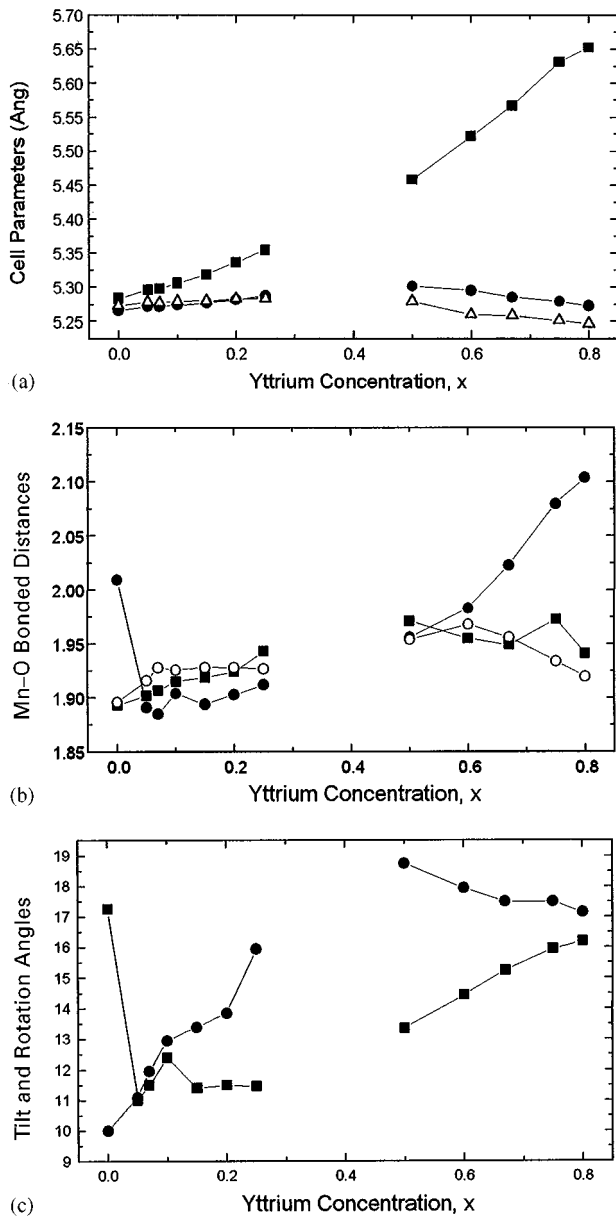 5.70
5.65
5.60
5.55
5.50
5.45
5.40
5.35
5.30
5.25
Cell Parameters (Ang)
0.0 0.2 0.4 0.6 0.8
(a)
Yttrium Concentration, x
2.15
2.10
2.05
2.00
1.95
1.90
1.85
Mn–O Bonded Distances
0.0 0.2 0.4 0.6 0.8
(b)
Yttrium Concentration, x
19
18
17
16
15
14
13
12
11
10
9
Tilt and Rotation Angles
0.0 0.2 0.4 0.6 0.8
(c)
Yttrium Concentration, x